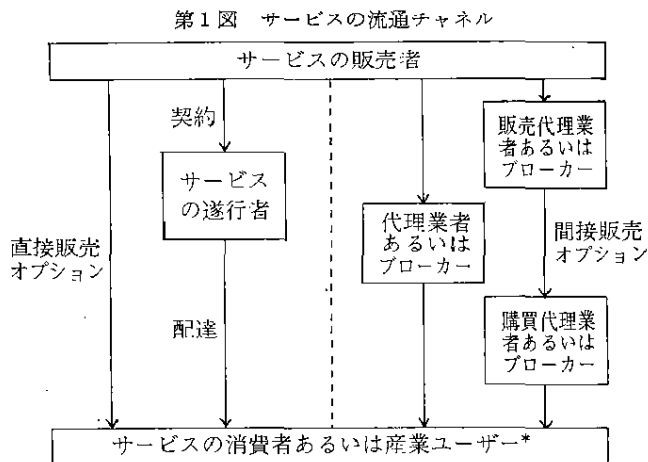 第1図 サービスの流通チャネル
サービスの販売者
契約
サービス
の遂行者
直接販売
オプション
配達
代理業者
あるいは
ブローカー
販売代理業
者あるいは
ブローカー
間接販売
オプション
購買代理業
者あるいは
ブローカー
サービスの消費者あるいは産業ユーザー*